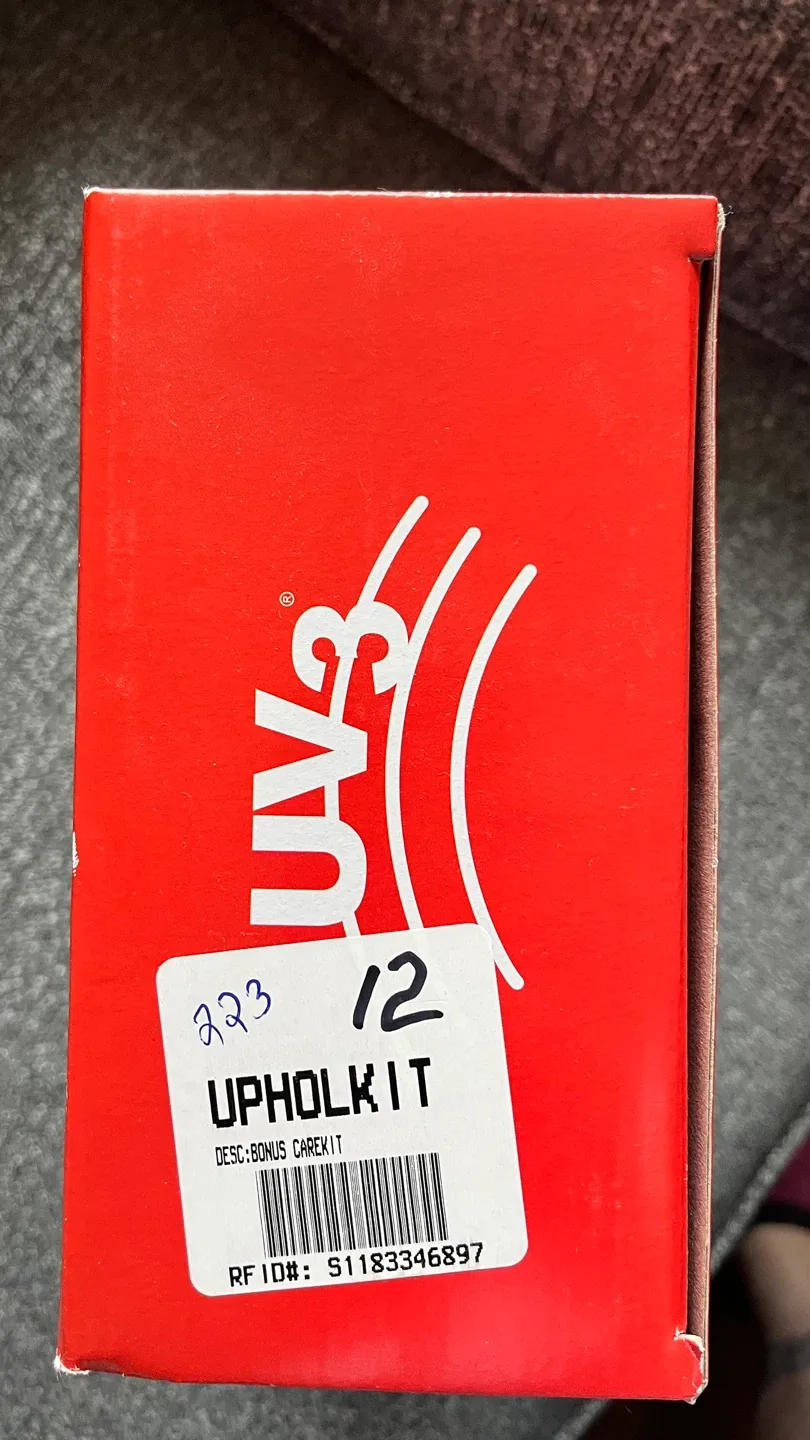 UV3®
223 12
UPHOLKIT
DESC:BONUS CAREKIT
RFID#: S1183346897